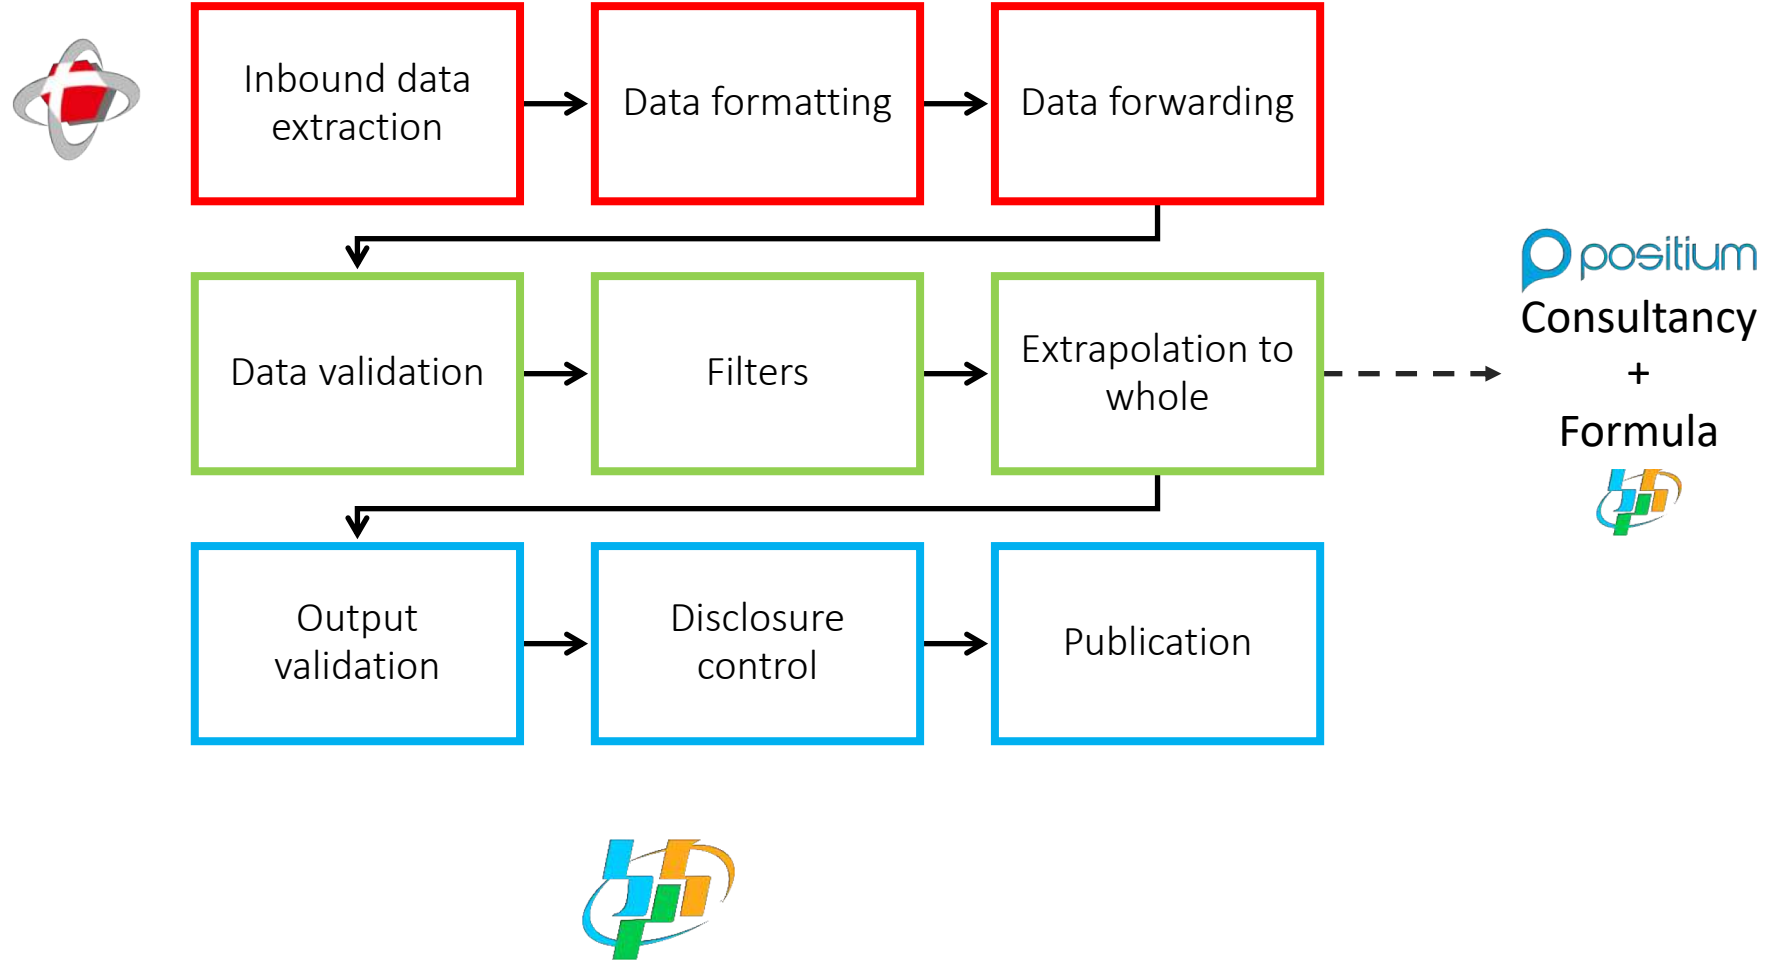 Inbound data
extraction
Data formatting
Data forwarding
positium
Consultancy
+
Formula
Data validation
Filters
Extrapolation to
whole
Output
validation
Disclosure
control
Publication